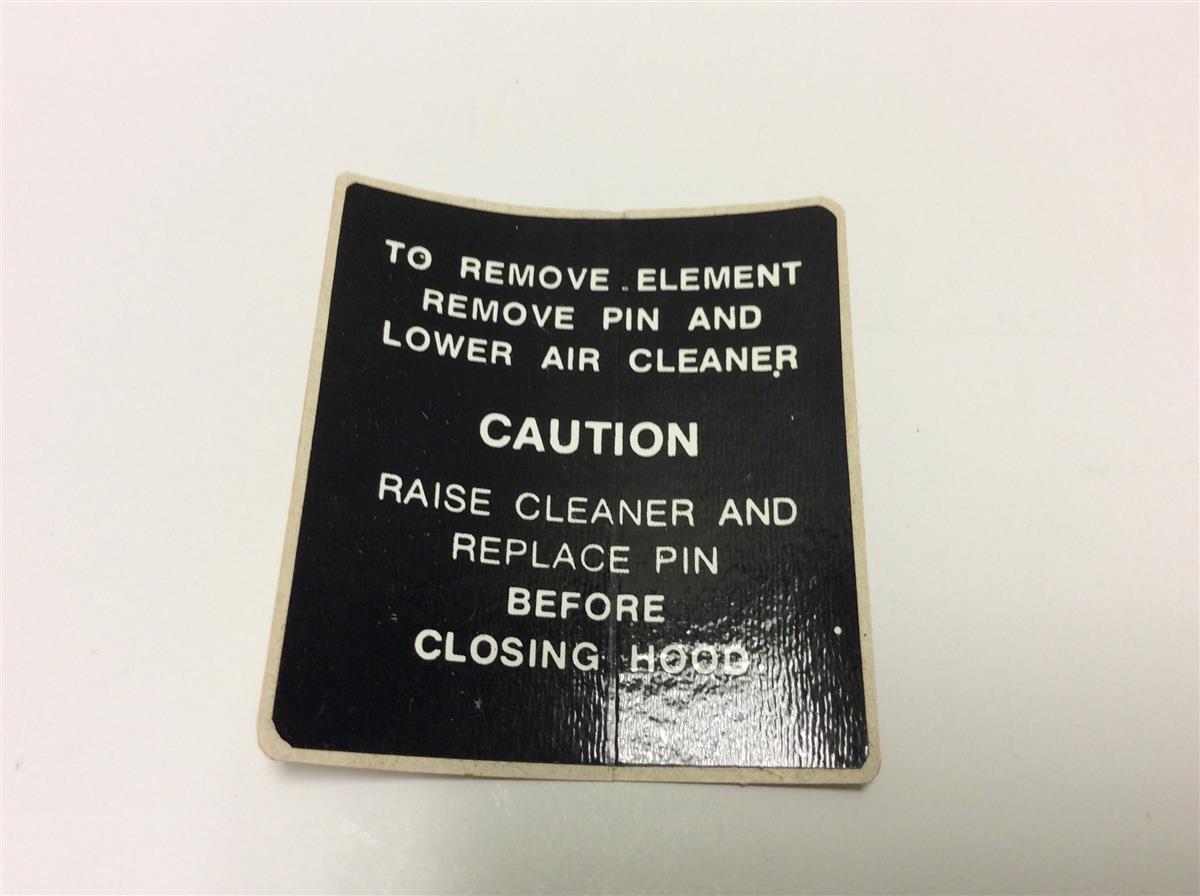 TO REMOVE ELEMENT
REMOVE PIN AND
LOWER AIR CLEANER
CAUTION
RAISE CLEANER AND
REPLACE PIN
BEFORE
CLOSING HOOD